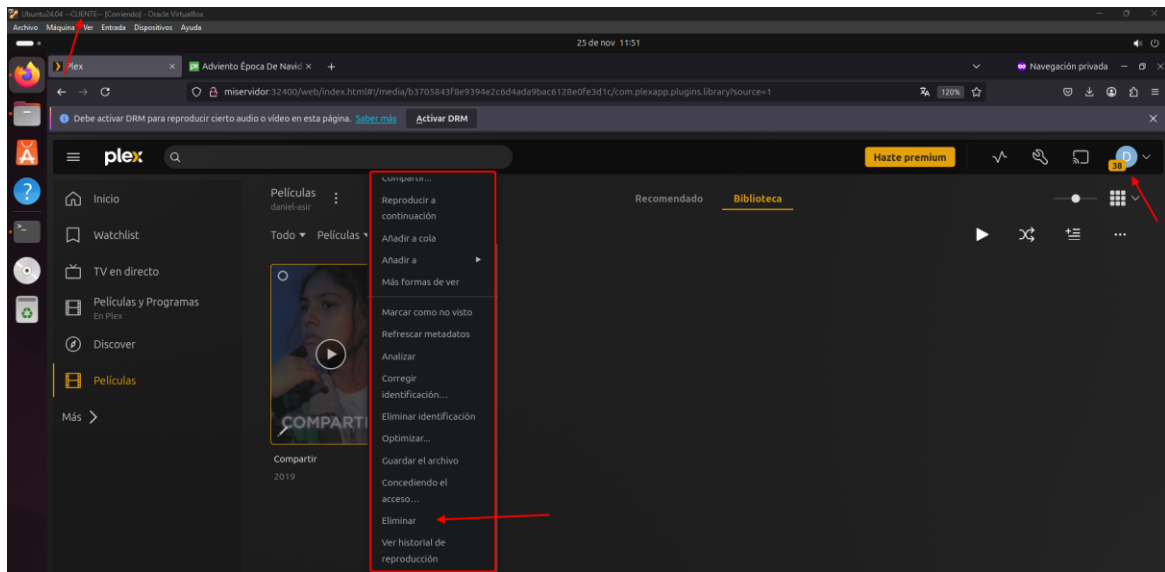 Ubuntu24.04 --CLIENTE-- [Corriendo] - Oracle VirtualBox
Archivo Máquina Ver Entrada Dispositivos Ayuda
25 de nov 11:51
Plex
Adviento Época De Navid
Navegación privada
miservidor:32400/web/index.html#!/media/b3705843f8e9394e2c6d4ada9bac6128e0fe3d1c/com.plexapp.plugins.library?source=1
120%
Debe activar DRM para reproducir cierto audio o vídeo en esta página. Saber más Activar DRM
plex
Hazte premium
D
38
Inicio
Watchlist
TV en directo
Películas y Programas
En Plex
Discover
Películas
Más
Películas
daniel-asir
Todo Películas
Recomendado Biblioteca
COMPARTI
Compartir
2019
Compartir...
Reproducir a
continuación
Añadir a cola
Añadir a
Más formas de ver
Marcar como no visto
Refrescar metadatos
Analizar
Corregir
identificación...
Eliminar identificación
Optimizar...
Guardar el archivo
Concediendo el
acceso...
Eliminar
Ver historial de
reproducción